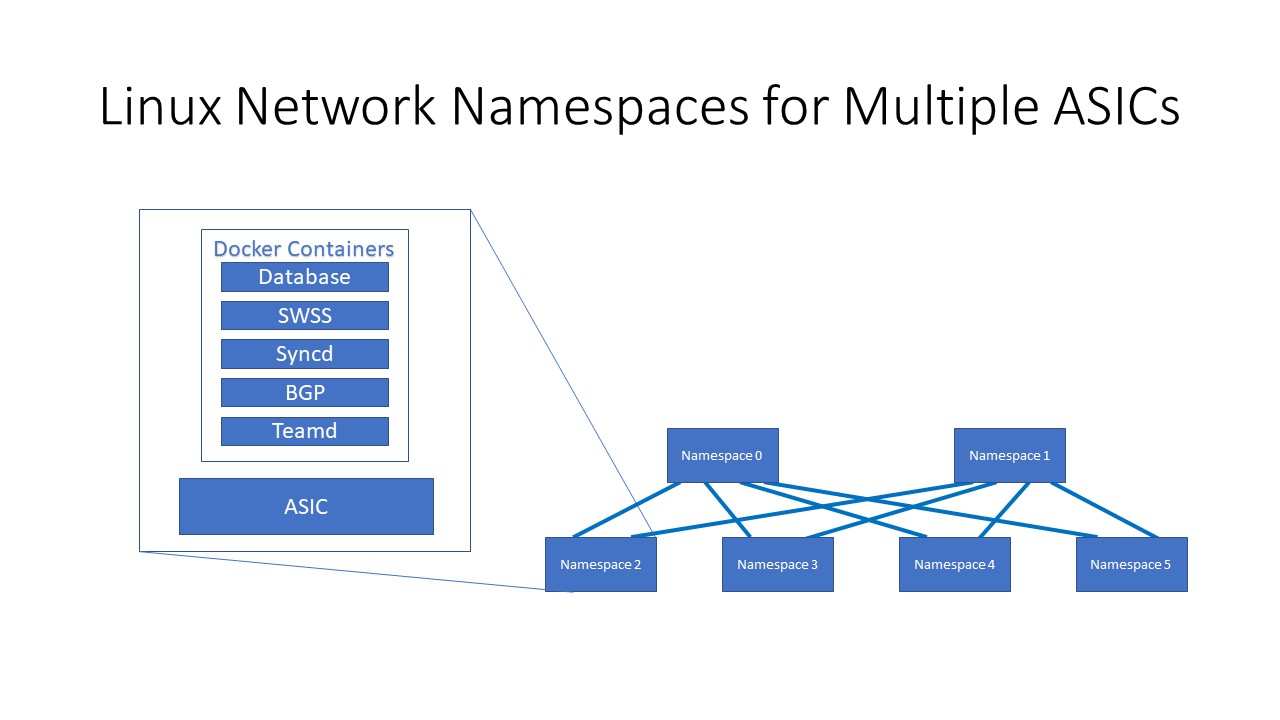 Linux Network Namespaces for Multiple ASICs
Docker Containers
Database
SWSS
Syncd
BGP
Teamd
ASIC
Namespace 0
Namespace 1
Namespace 2
Namespace 3
Namespace 4
Namespace 5